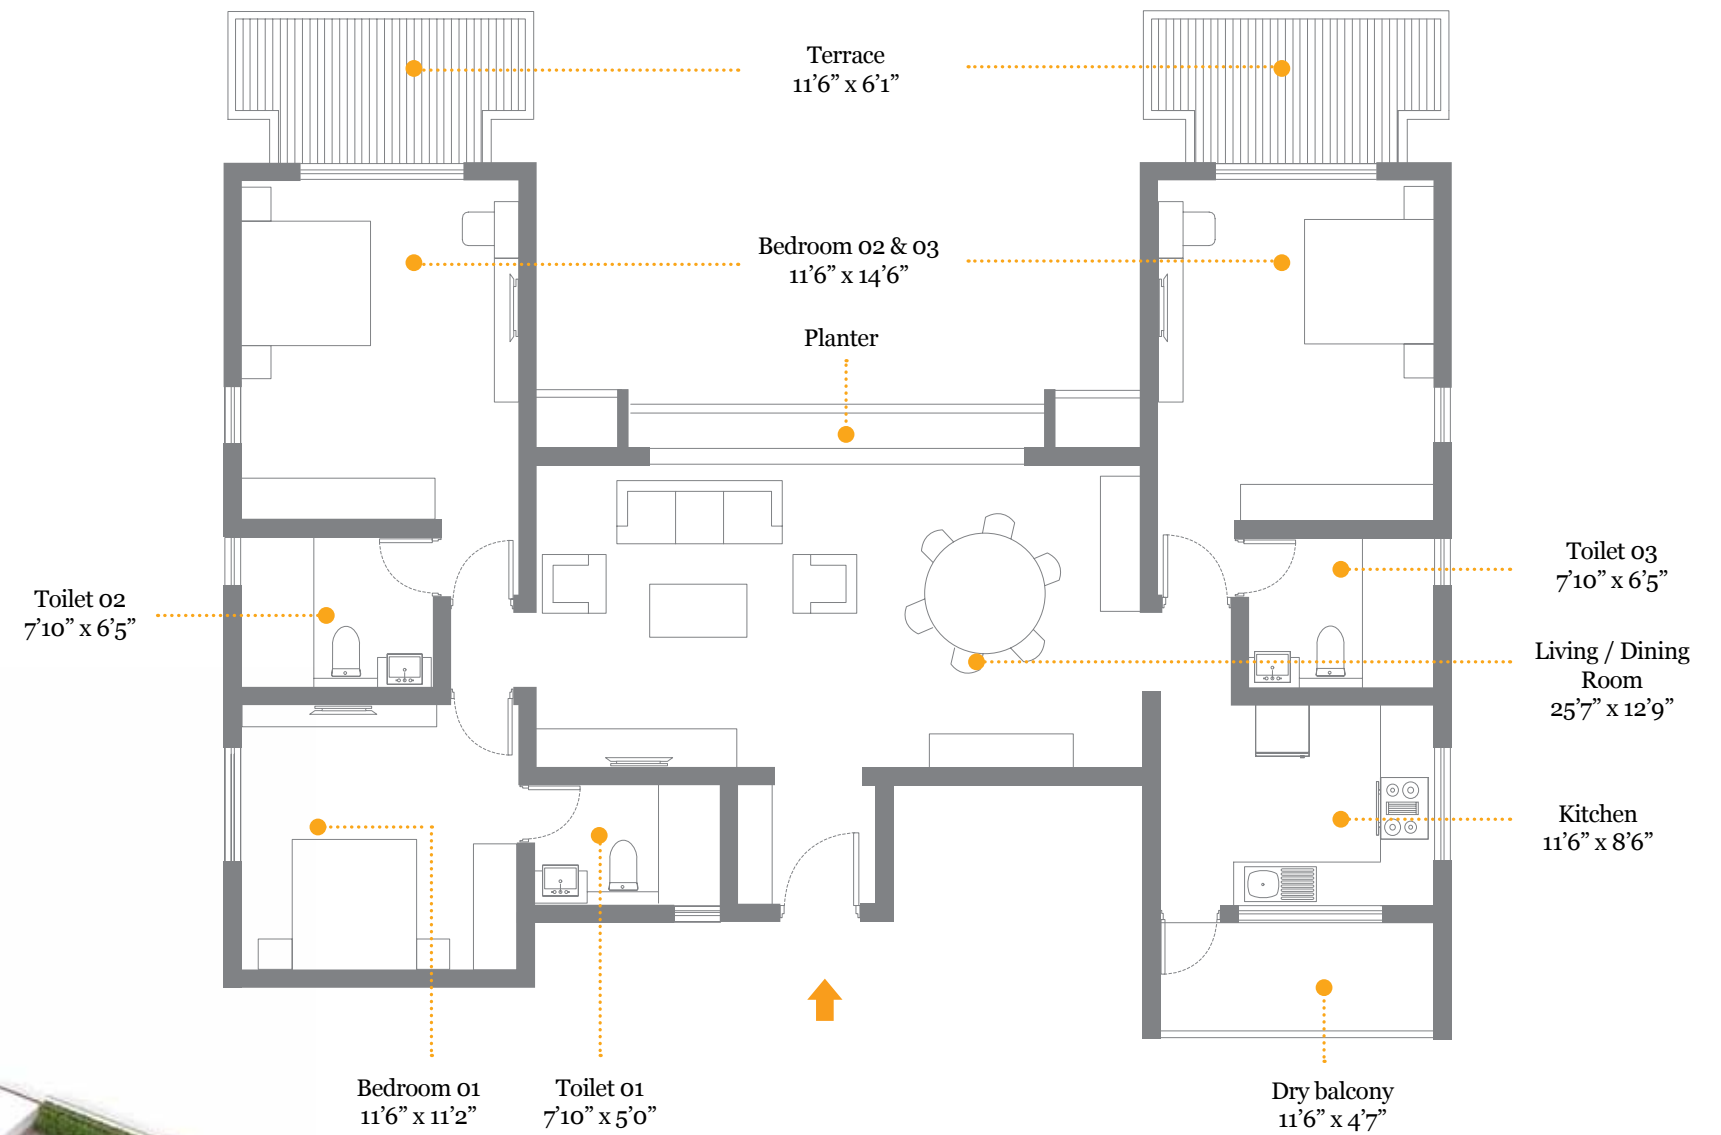 Terrace
11’6” x 6’1”
Bedroom 02 & 03
11’6” x 14’6”
Planter
Toilet 02
7’10” x 6’5”
Toilet 03
7’10” x 6’5”
Living / Dining
Room
25’7” x 12’9”
Kitchen
11’6” x 8’6”
Bedroom 01
11’6” x 11’2”
Toilet 01
7’10” x 5’0”
Dry balcony
11’6” x 4’7”